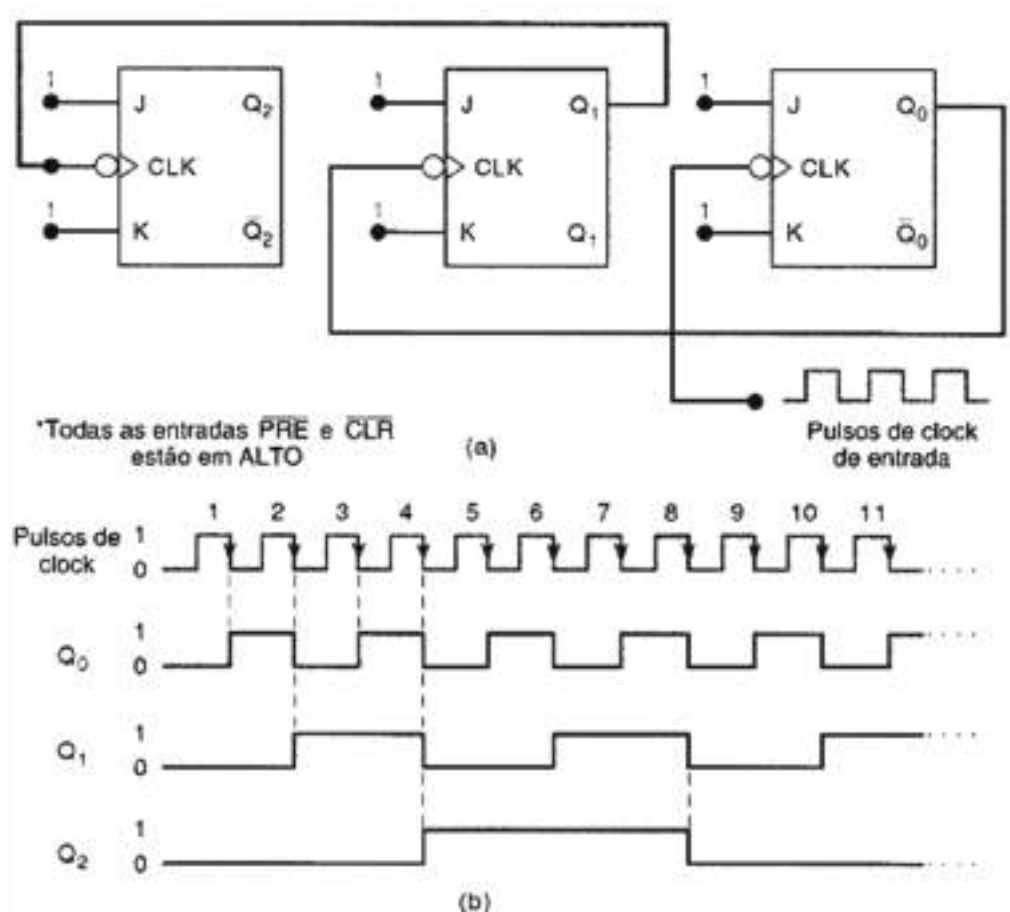 1 1 1
J Q₂ J Q₁ J Q₀
CLK CLK CLK
1 1 1
K Q̅₂ K Q₁ K Q̅₀
*Todas as entradas P̅R̅E̅ e C̅L̅R̅
estão em ALTO
(a)
Pulsos de clock
de entrada
1 2 3 4 5 6 7 8 9 10 11
Pulsos de
clock
1
0
Q₀
1
0
Q₁
1
0
Q₂
1
0
(b)